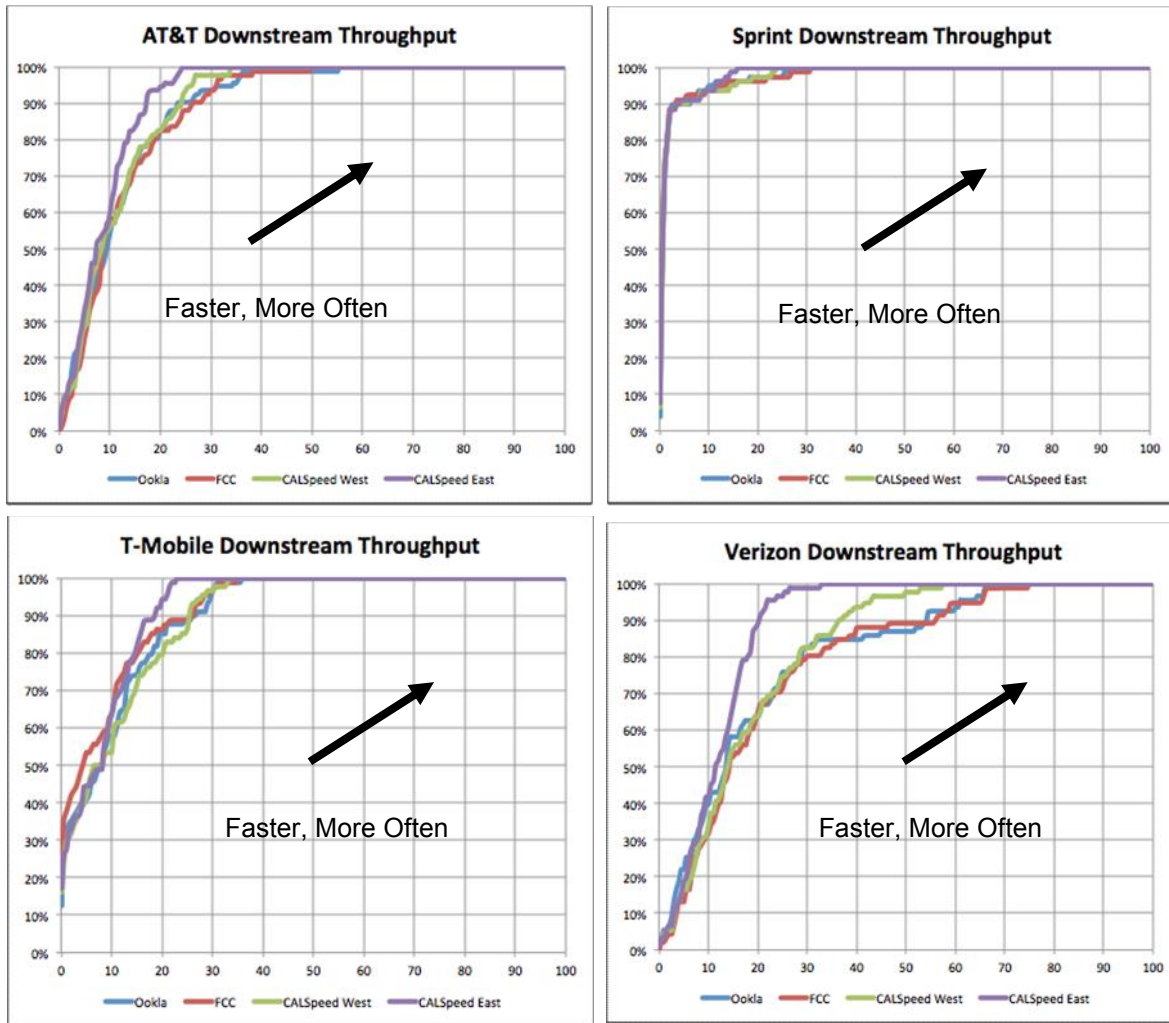 AT&T Downstream Throughput
100%
90%
80%
70%
60%
50%
40%
30%
20%
10%
0%
Faster, More Often
0 10 20 30 40 50 60 70 80 90 100
Ookla FCC CALSpeed West CALSpeed East
Sprint Downstream Throughput
100%
90%
80%
70%
60%
50%
40%
30%
20%
10%
0%
Faster, More Often
0 10 20 30 40 50 60 70 80 90 100
Ookla FCC CALSpeed West CALSpeed East
T-Mobile Downstream Throughput
100%
90%
80%
70%
60%
50%
40%
30%
20%
10%
0%
Faster, More Often
0 10 20 30 40 50 60 70 80 90 100
Ookla FCC CALSpeed West CALSpeed East
Verizon Downstream Throughput
100%
90%
80%
70%
60%
50%
40%
30%
20%
10%
0%
Faster, More Often
0 10 20 30 40 50 60 70 80 90 100
Ookla FCC CALSpeed West CALSpeed East